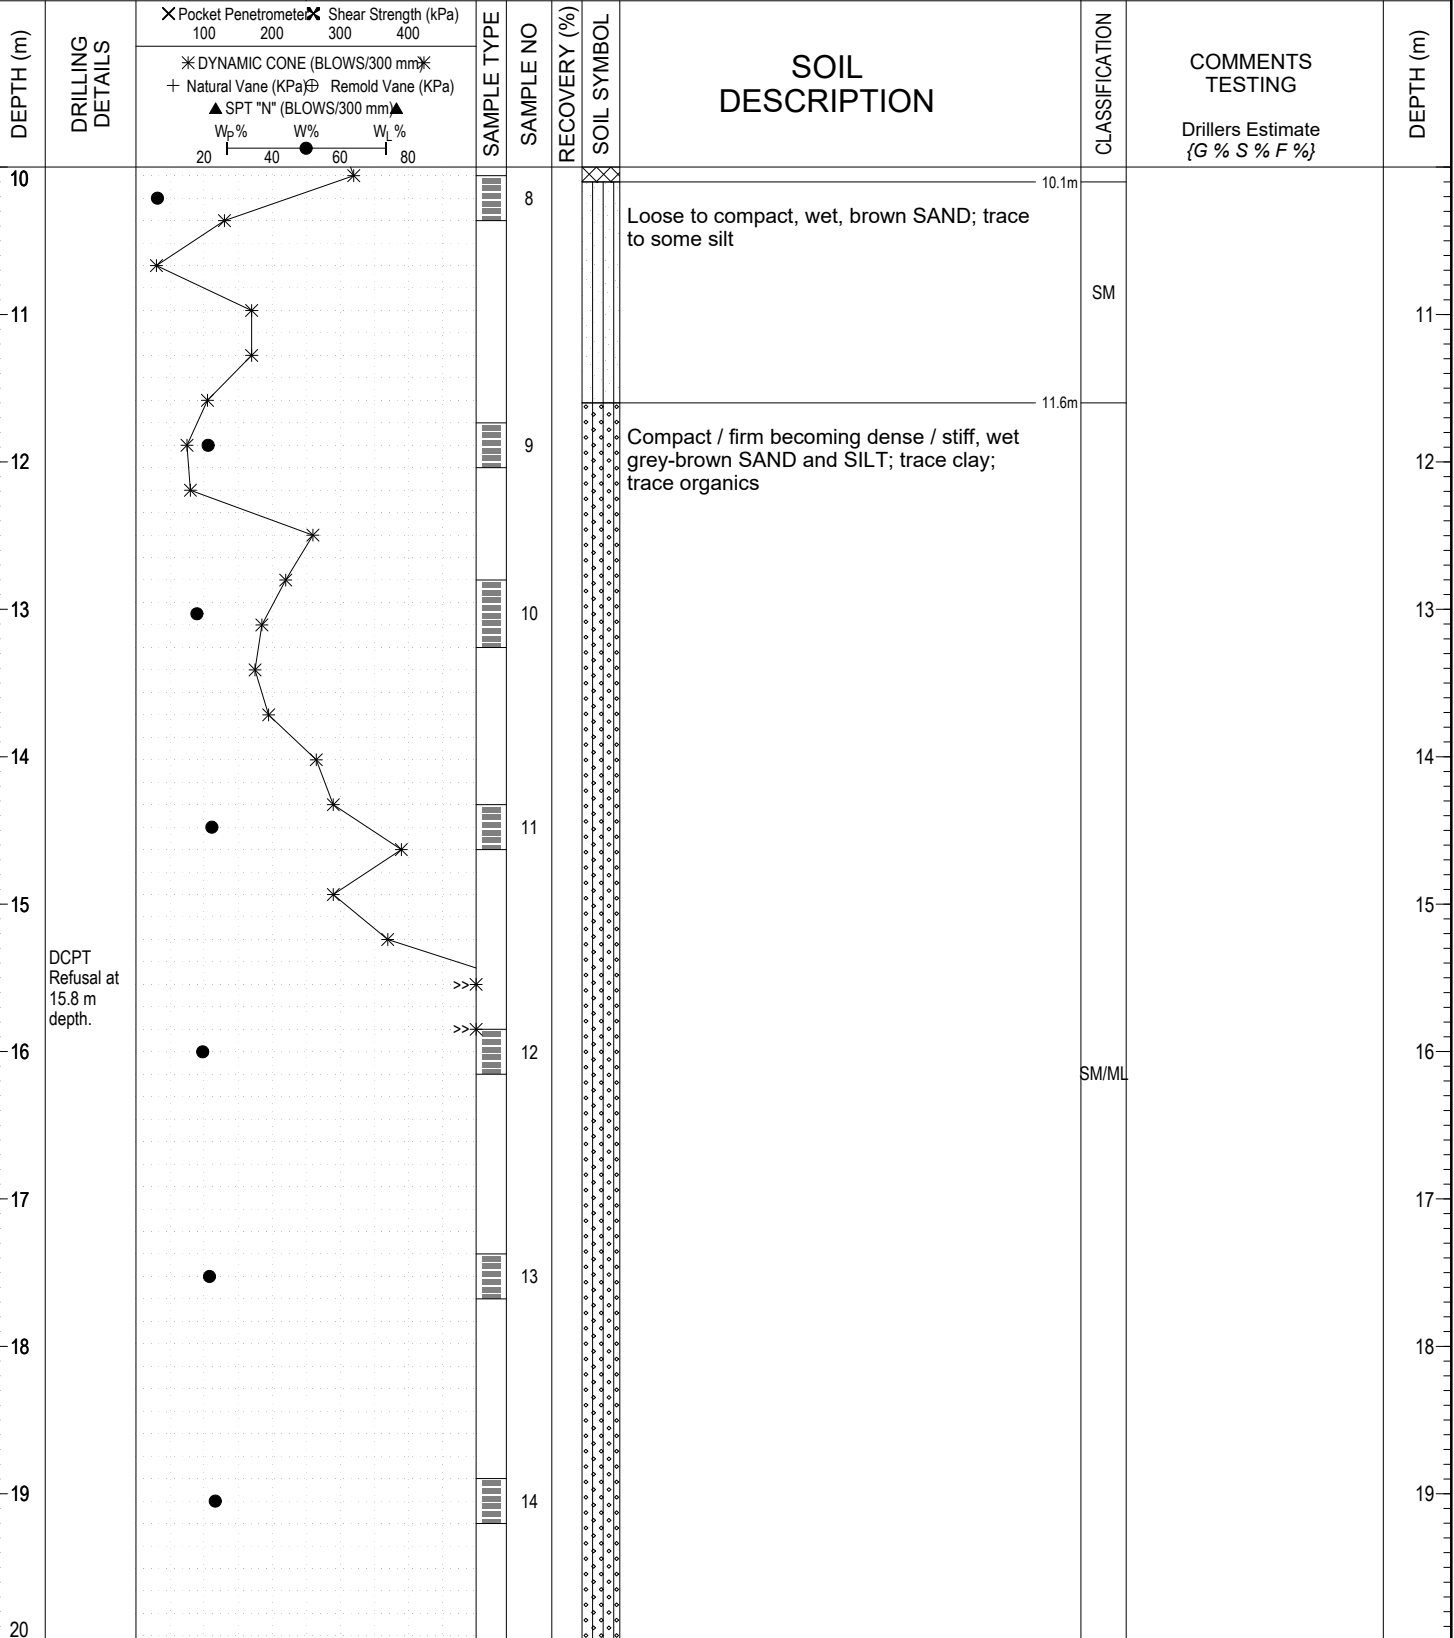 DEPTH (m)
DRILLING
DETAILS
Pocket Penetrometer Shear Strength (kPa)
100 200 300 400
DYNAMIC CONE (BLOWS/300 mm)
Natural Vane (KPa) Remold Vane (KPa)
SPT "N" (BLOWS/300 mm)
WP% W% WL%
20 40 60 80
SAMPLE TYPE
SAMPLE NO
RECOVERY (%)
SOIL SYMBOL
SOIL
DESCRIPTION
CLASSIFICATION
COMMENTS
TESTING
Drillers Estimate
{G % S % F %}
DEPTH (m)
10
8
10.1m
Loose to compact, wet, brown SAND; trace
to some silt
SM
11
11
11.6m
9
Compact / firm becoming dense / stiff, wet
grey-brown SAND and SILT; trace clay;
trace organics
12
12
13
10
13
14
14
11
15
15
DCPT
Refusal at
15.8 m
depth.
>>
>>
16
12
16
SM/ML
17
17
13
18
18
19
14
19
20